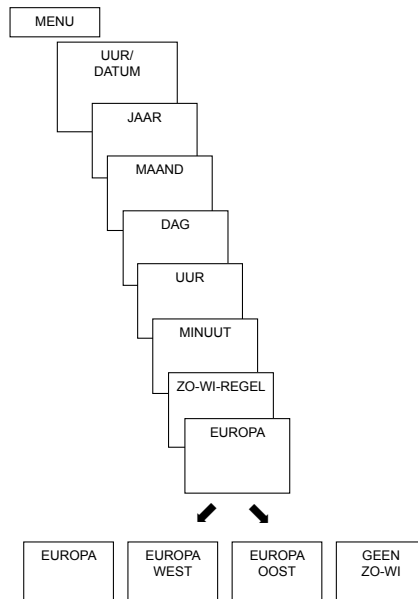 MENU
UUR/
DATUM
JAAR
MAAND
DAG
UUR
MINUUT
ZO-WI-REGEL
EUROPA
EUROPA
EUROPA
WEST
EUROPA
OOST
GEEN
ZO-WI